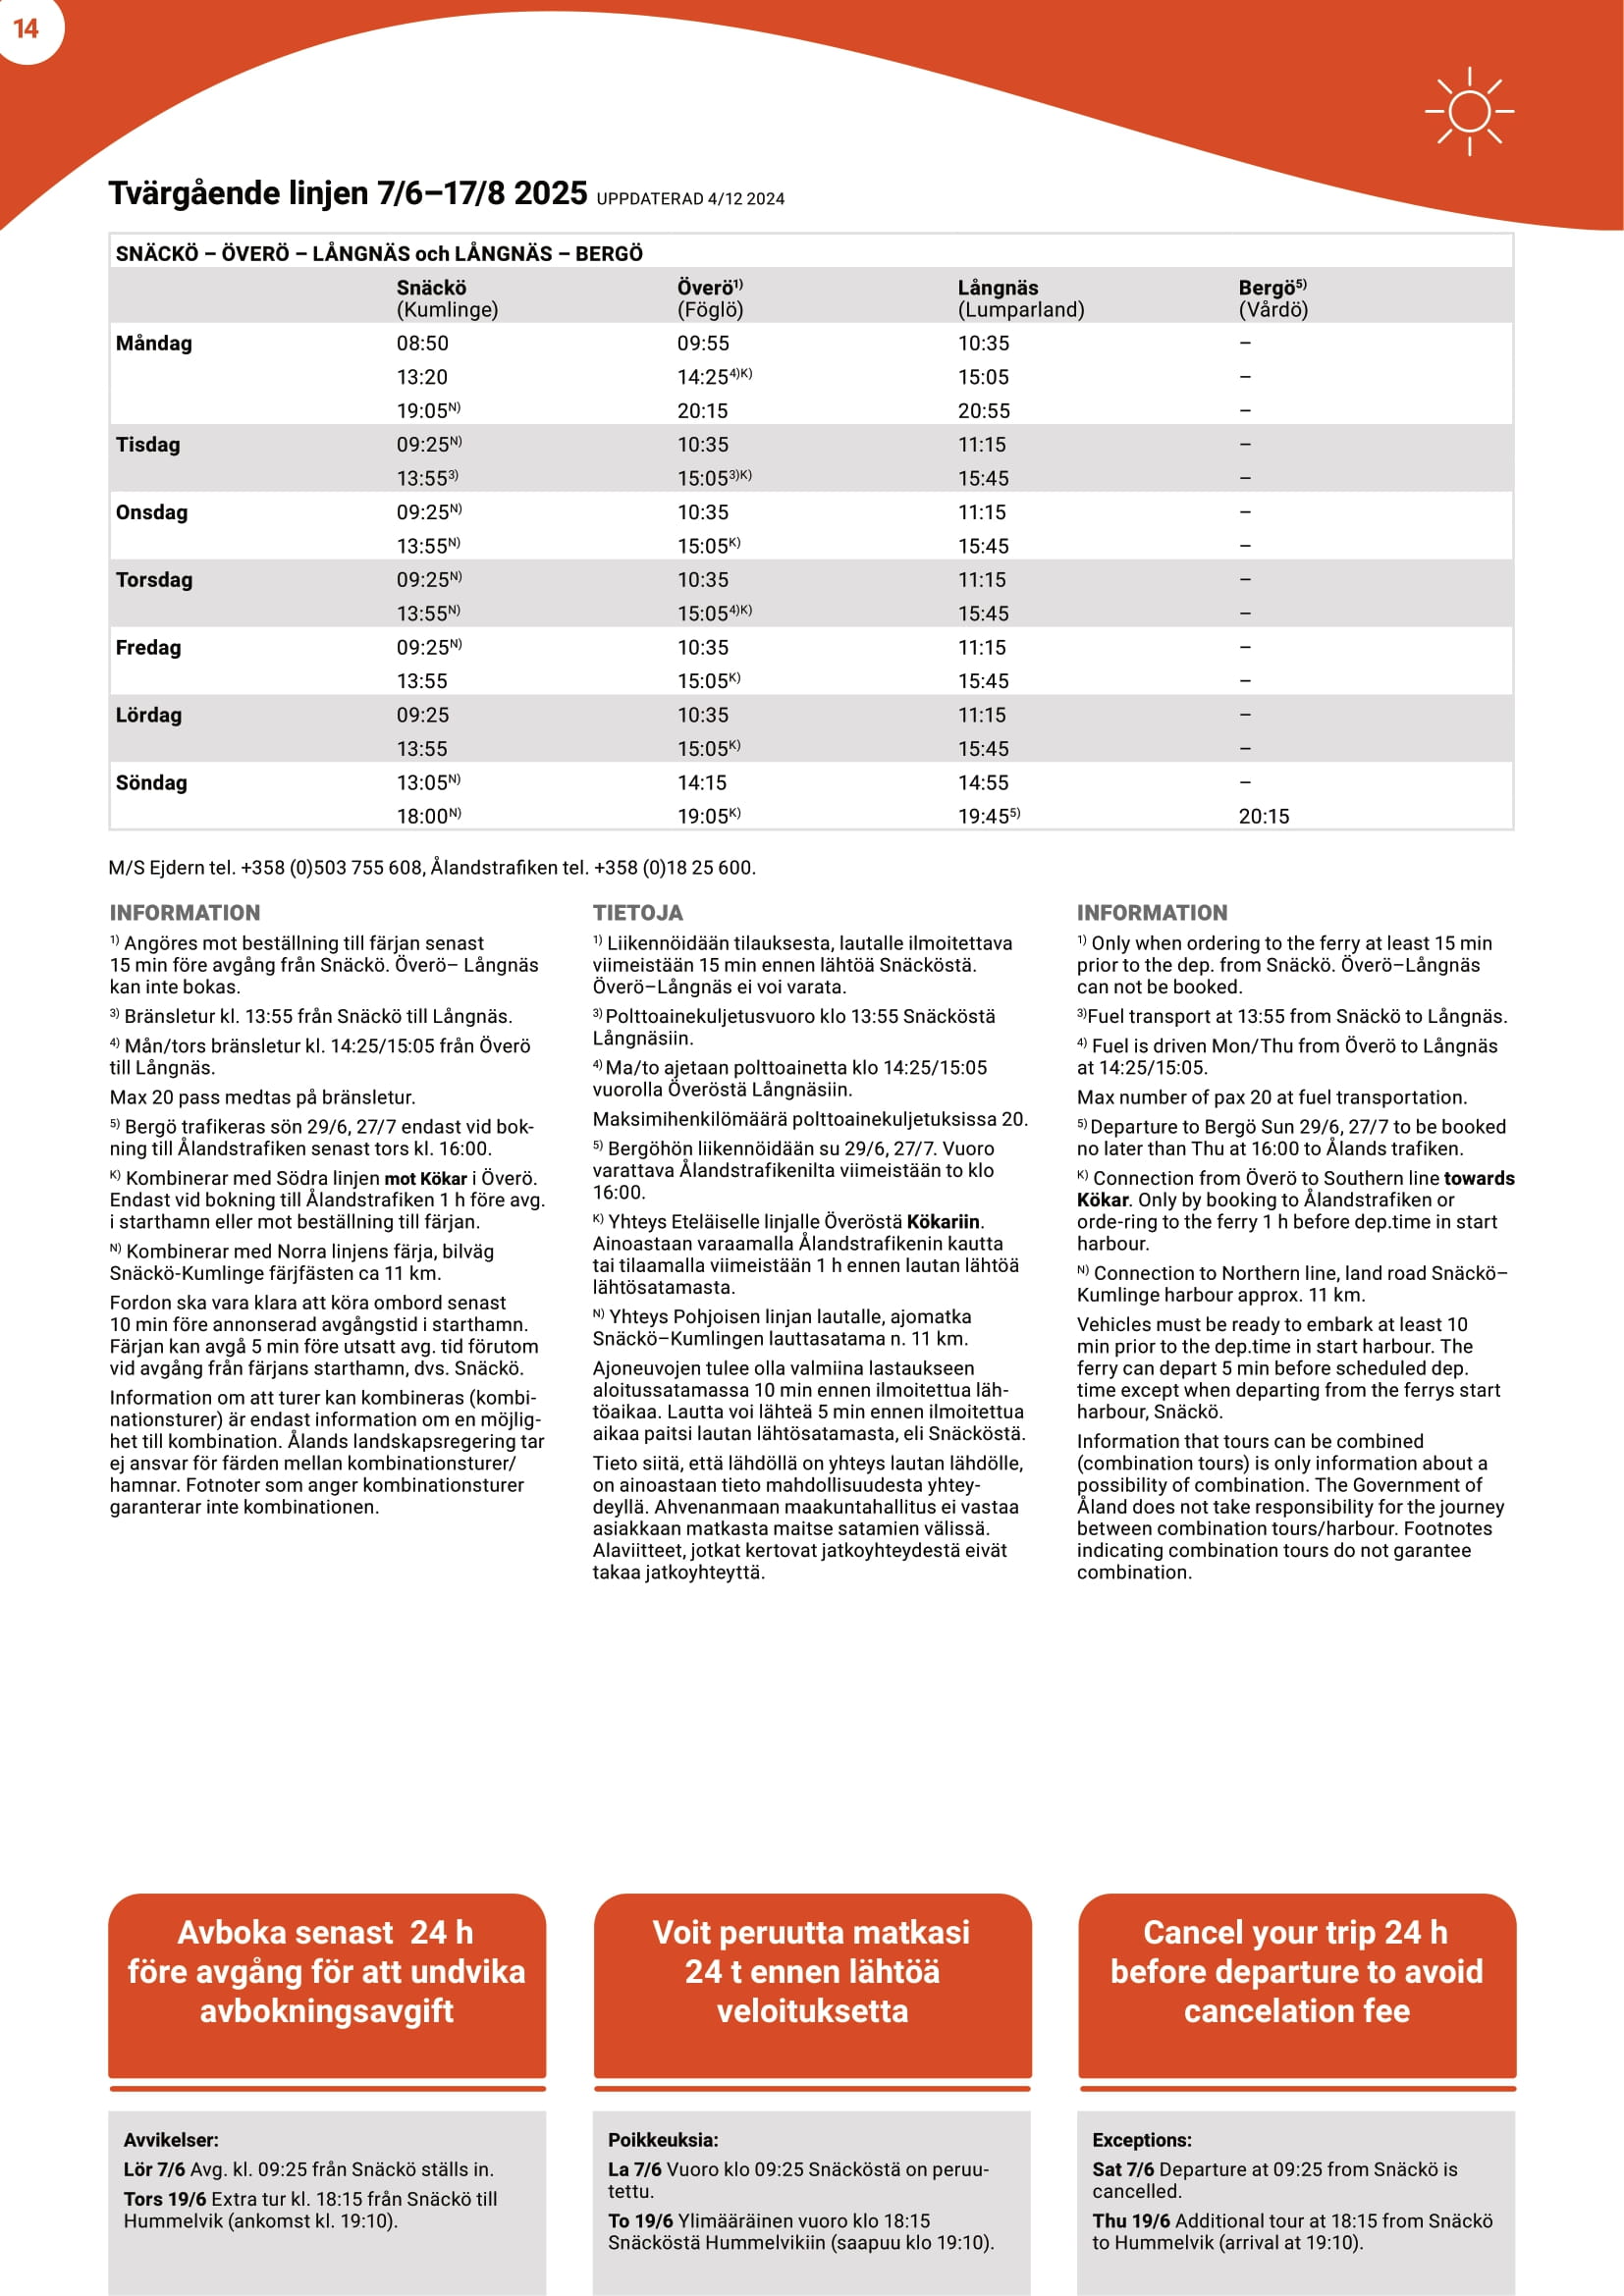 14
Tvärgående linjen 7/6–17/8 2025 UPPDATERAD 4/12 2024
SNÄCKÖ – ÖVERÖ – LÅNGNÄS och LÅNGNÄS – BERGÖ
Snäckö Överö1) Långnäs Bergö5)
(Kumlinge) (Föglö) (Lumparland) (Vårdö)
Måndag 08:50 09:55 10:35 –
13:20 14:254)K) 15:05 –
19:05N) 20:15 20:55 –
Tisdag 09:25N) 10:35 11:15 –
13:553) 15:053)K) 15:45 –
Onsdag 09:25N) 10:35 11:15 –
13:55N) 15:05K) 15:45 –
Torsdag 09:25N) 10:35 11:15 –
13:55N) 15:054)K) 15:45 –
Fredag 09:25N) 10:35 11:15 –
13:55 15:05K) 15:45 –
Lördag 09:25 10:35 11:15 –
13:55 15:05K) 15:45 –
Söndag 13:05N) 14:15 14:55 –
18:00N) 19:05K) 19:455) 20:15
M/S Ejdern tel. +358 (0)503 755 608, Ålandstrafiken tel. +358 (0)18 25 600.
INFORMATION
1) Angöres mot beställning till färjan senast
15 min före avgång från Snäckö. Överö– Långnäs
kan inte bokas.
3) Bränsletur kl. 13:55 från Snäckö till Långnäs.
4) Mån/tors bränsletur kl. 14:25/15:05 från Överö
till Långnäs.
Max 20 pass medtas på bränsletur.
5) Bergö trafikeras sön 29/6, 27/7 endast vid bok-
ning till Ålandstrafiken senast tors kl. 16:00.
K) Kombinerar med Södra linjen mot Kökar i Överö.
Endast vid bokning till Ålandstrafiken 1 h före avg.
i starthamn eller mot beställning till färjan.
N) Kombinerar med Norra linjens färja, bilväg
Snäckö-Kumlinge färjfästen ca 11 km.
Fordon ska vara klara att köra ombord senast
10 min före annonserad avgångstid i starthamn.
Färjan kan avgå 5 min före utsatt avg. tid förutom
vid avgång från färjans starthamn, dvs. Snäckö.
Information om att turer kan kombineras (kombi-
nationsturer) är endast information om en möjlig-
het till kombination. Ålands landskapsregering tar
ej ansvar för färden mellan kombinationsturer/
hamnar. Fotnoter som anger kombinationsturer
garanterar inte kombinationen.
TIETOJA
1) Liikennöidään tilauksesta, lautalle ilmoitettava
viimeistään 15 min ennen lähtöä Snäcköstä.
Överö–Långnäs ei voi varata.
3) Polttoainekuljetusvuoro klo 13:55 Snäcköstä
Långnäsiin.
4) Ma/to ajetaan polttoainetta klo 14:25/15:05
vuorolla Överöstä Långnäsiin.
Maksimihenkilömäärä polttoainekuljetuksissa 20.
5) Bergöhön liikennöidään su 29/6, 27/7. Vuoro
varattava Ålandstrafikenilta viimeistään to klo
16:00.
K) Yhteys Eteläiselle linjalle Överöstä Kökariin.
Ainoastaan varaamalla Ålandstrafikenin kautta
tai tilaamalla viimeistään 1 h ennen lautan lähtöä
lähtösatamasta.
N) Yhteys Pohjoisen linjan lautalle, ajomatka
Snäckö–Kumlingen lauttasatama n. 11 km.
Ajoneuvojen tulee olla valmiina lastaukseen
aloitussatamassa 10 min ennen ilmoitettua läh-
töaikaa. Lautta voi lähteä 5 min ennen ilmoitettua
aikaa paitsi lautan lähtösatamasta, eli Snäcköstä.
Tieto siitä, että lähdöllä on yhteys lautan lähdölle,
on ainoastaan tieto mahdollisuudesta yhtey-
deyllä. Ahvenanmaan maakuntahallitus ei vastaa
asiakkaan matkasta maitse satamien välissä.
Alaviitteet, jotkat kertovat jatkoyhteydestä eivät
takaa jatkoyhteyttä.
INFORMATION
1) Only when ordering to the ferry at least 15 min
prior to the dep. from Snäckö. Överö–Långnäs
can not be booked.
3)Fuel transport at 13:55 from Snäckö to Långnäs.
4) Fuel is driven Mon/Thu from Överö to Långnäs
at 14:25/15:05.
Max number of pax 20 at fuel transportation.
5) Departure to Bergö Sun 29/6, 27/7 to be booked
no later than Thu at 16:00 to Ålands trafiken.
K) Connection from Överö to Southern line towards
Kökar. Only by booking to Ålandstrafiken or
orde-ring to the ferry 1 h before dep.time in start
harbour.
N) Connection to Northern line, land road Snäckö–
Kumlinge harbour approx. 11 km.
Vehicles must be ready to embark at least 10
min prior to the dep.time in start harbour. The
ferry can depart 5 min before scheduled dep.
time except when departing from the ferrys start
harbour, Snäckö.
Information that tours can be combined
(combination tours) is only information about a
possibility of combination. The Government of
Åland does not take responsibility for the journey
between combination tours/harbour. Footnotes
indicating combination tours do not garantee
combination.
Avboka senast 24 h
före avgång för att undvika
avbokningsavgift
Voit peruutta matkasi
24 t ennen lähtöä
veloituksetta
Cancel your trip 24 h
before departure to avoid
cancelation fee
Avvikelser:
Lör 7/6 Avg. kl. 09:25 från Snäckö ställs in.
Tors 19/6 Extra tur kl. 18:15 från Snäckö till
Hummelvik (ankomst kl. 19:10).
Poikkeuksia:
La 7/6 Vuoro klo 09:25 Snäcköstä on peruu-
tettu.
To 19/6 Ylimääräinen vuoro klo 18:15
Snäcköstä Hummelvikiin (saapuu klo 19:10).
Exceptions:
Sat 7/6 Departure at 09:25 from Snäckö is
cancelled.
Thu 19/6 Additional tour at 18:15 from Snäckö
to Hummelvik (arrival at 19:10).